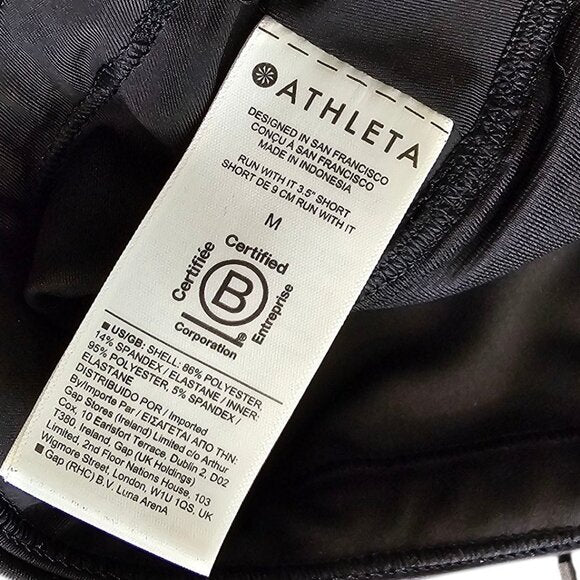 ATHLETA
DESIGNED IN SAN FRANCISCO
CONÇU À SAN FRANCISCO
MADE IN INDONESIA
RUN WITH IT 3.5" SHORT
SHORT DE 9 CM RUN WITH IT
M
Certified
Certifiée
B
Entreprise
Corporation
■ US/GB: SHELL: 86% POLYESTER
14% SPANDEX / ELASTANE / INNER:
95% POLYESTER, 5% SPANDEX/
ELASTANE
DISTRIBUIDO POR / Imported
By/Importe Par / ΕΙΣΑΓΕΤΑΙ ΑΠΟ ΤΗΝ:
Gap Stores (Ireland) Limited c/o Arthur
Cox, 10 Earlsfort Terrace, Dublin 2, D02
T380, Ireland. Gap (UK Holdings)
Limited, 2nd Floor Nations House, 103
Wigmore Street, London, W1U 1QS, UK
■ Gap (RHC) B.V. Luna ArenA